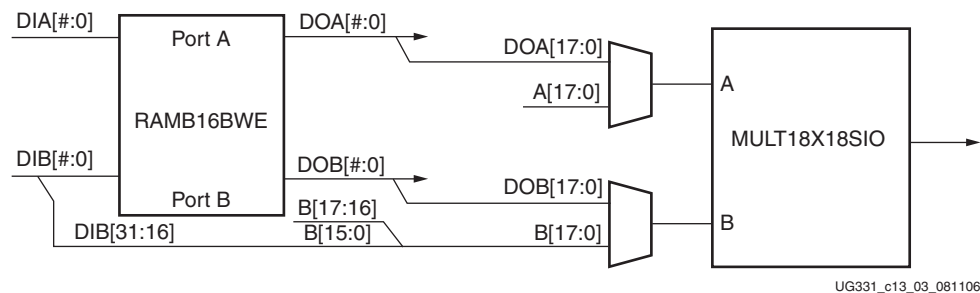 DIA[#:0]
Port A
DOA[#:0]
DOA[17:0]
A[17:0]
A
RAMB16BWE
MULT18X18SIO
DIB[#:0]
Port B
DOB[#:0]
DOB[17:0]
B[17:16]
B
DIB[31:16]
B[15:0]
B[17:0]
UG331_c13_03_081106